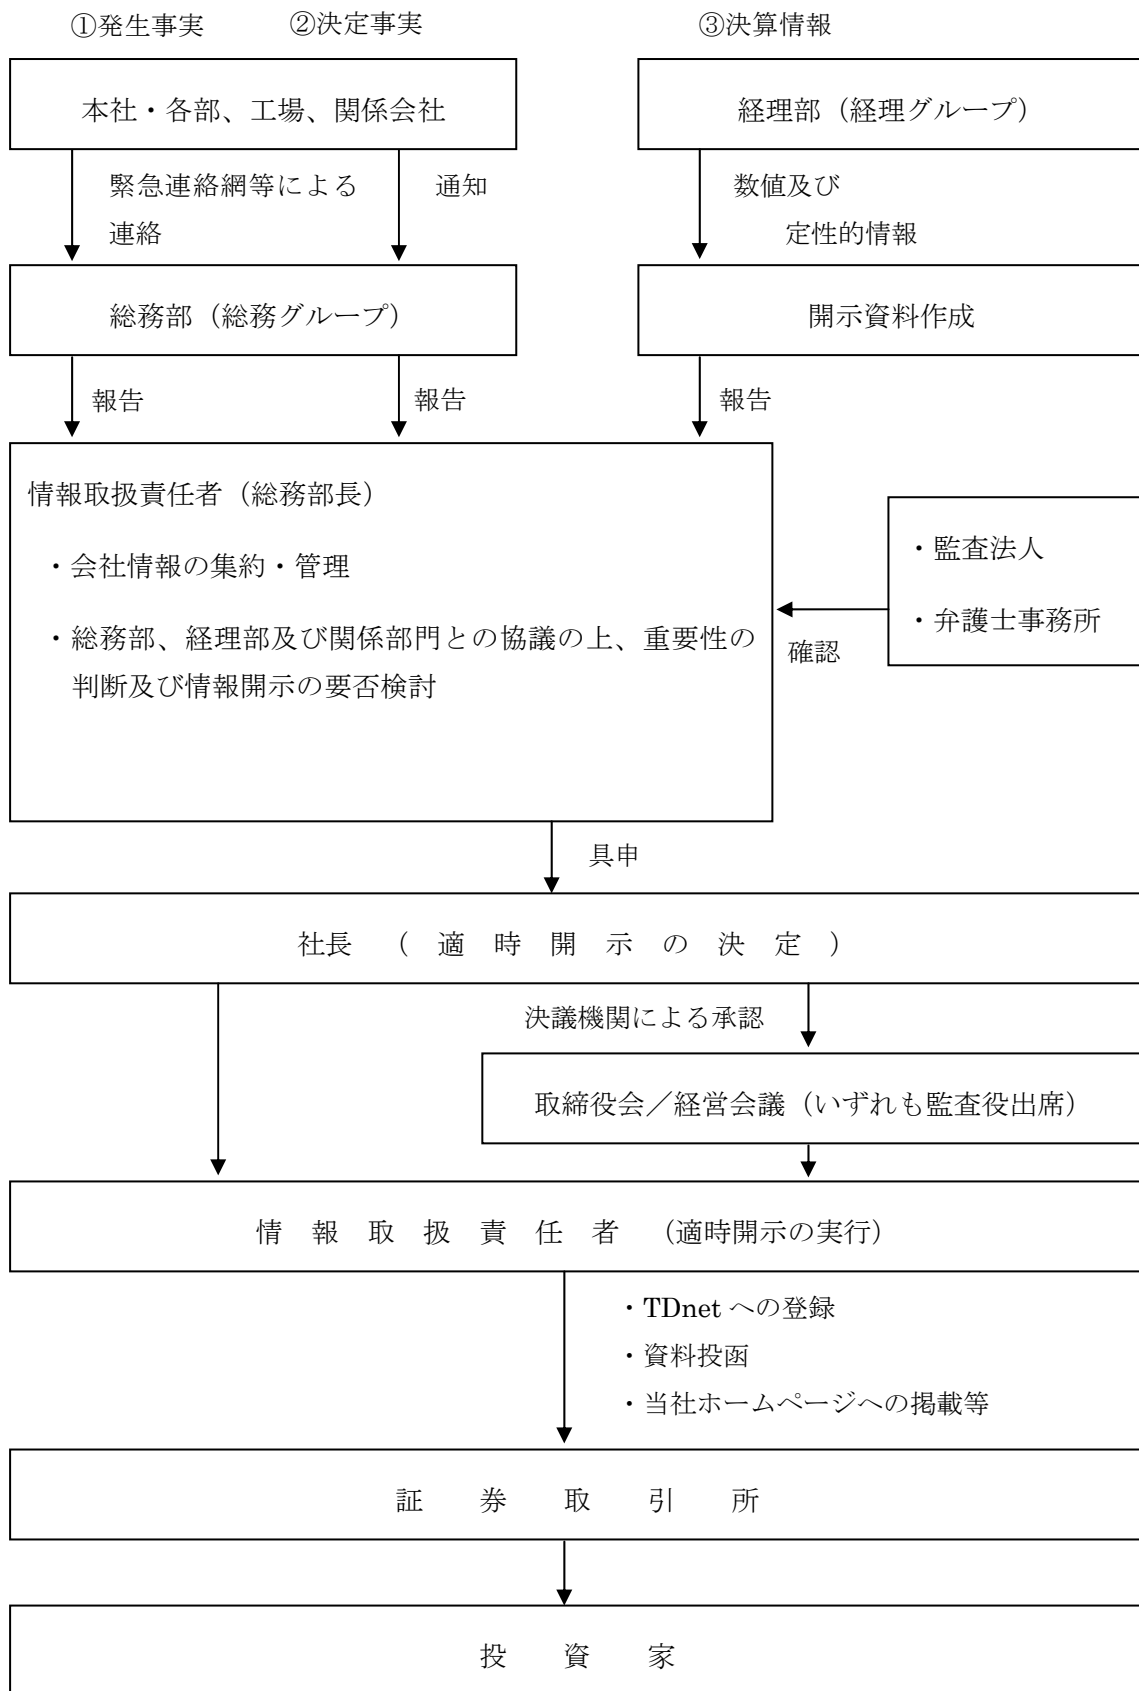 ①発生事実 ②決定事実 ③決算情報
本社・各部、工場、関係会社
経理部（経理グループ）
緊急連絡網等による
連絡
通知
数値及び
定性的情報
総務部（総務グループ）
開示資料作成
報告
報告
報告
情報取扱責任者（総務部長）
・会社情報の集約・管理
・総務部、経理部及び関係部門との協議の上、重要性の
判断及び情報開示の要否検討
・監査法人
・弁護士事務所
確認
具申
社長 （ 適 時 開 示 の 決 定 ）
決議機関による承認
取締役会／経営会議（いずれも監査役出席）
情 報 取 扱 責 任 者 （適時開示の実行）
・TDnet への登録
・資料投函
・当社ホームページへの掲載等
証 券 取 引 所
投 資 家